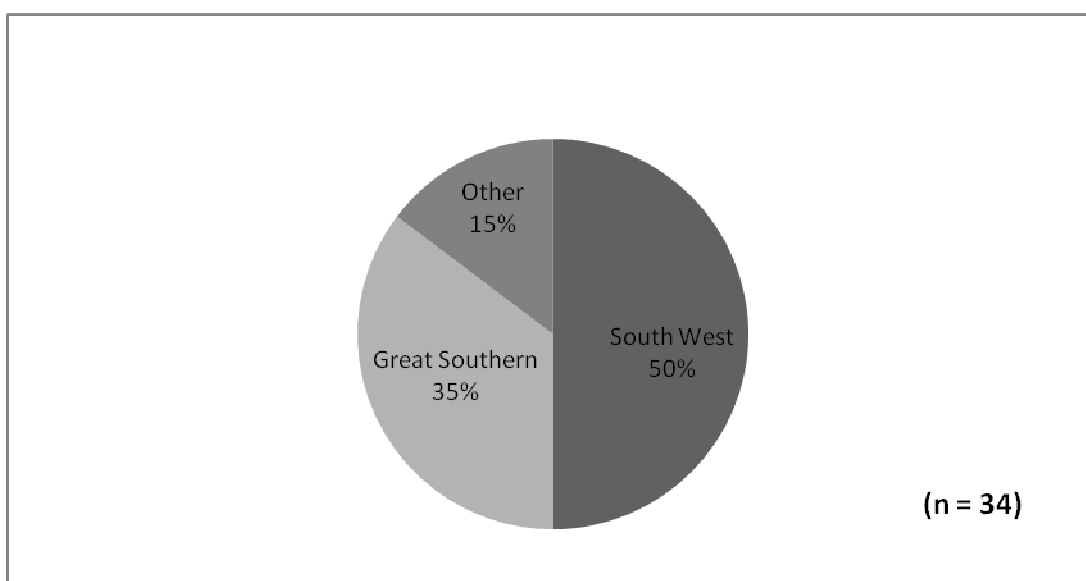 Other
15%
South West
50%
Great Southern
35%
(n = 34)